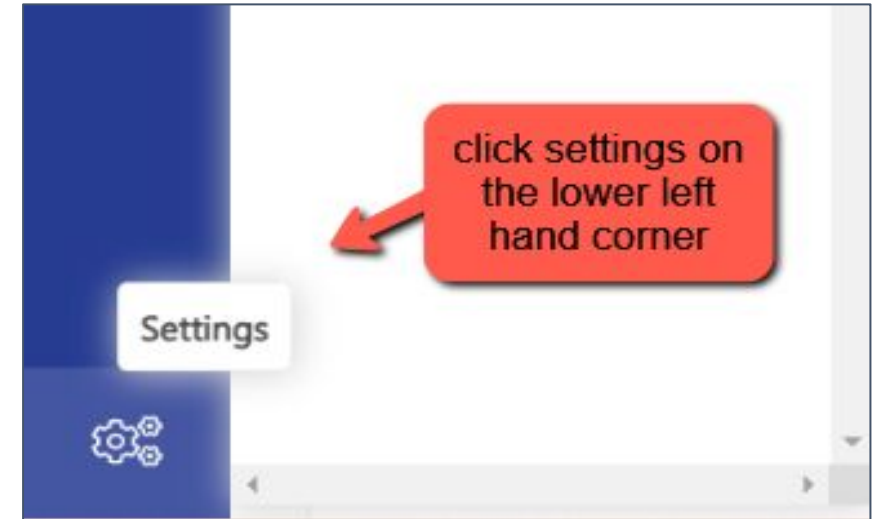 click settings on
the lower left
hand corner
Settings